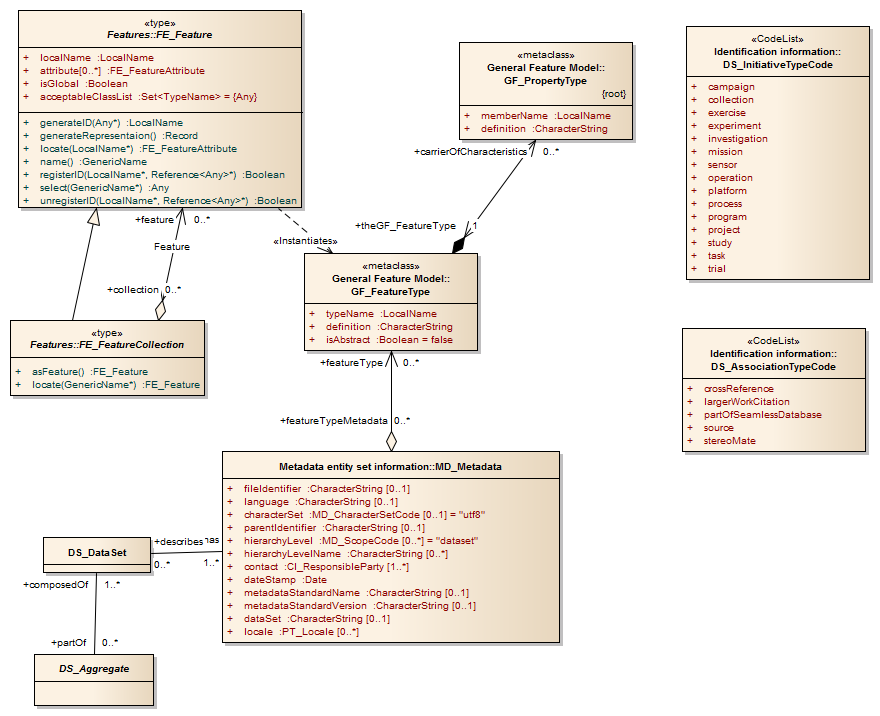 «type»
Features::FE_Feature
+ localName :LocalName
+ attribute[0..*] :FE_FeatureAttribute
+ isGlobal :Boolean
+ acceptableClassList :Set<TypeName> = {Any}
+ generateID(Any*) :LocalName
+ generateRepresentaion() :Record
+ locate(LocalName*) :FE_FeatureAttribute
+ name() :GenericName
+ registerID(LocalName*, Reference<Any>*) :Boolean
+ select(GenericName*) :Any
+ unregisterID(LocalName*, Reference<Any>*) :Boolean
«metaclass»
General Feature Model::
GF_PropertyType
{root}
+ memberName :LocalName
+ definition :CharacterString
«CodeList»
Identification information::
DS_InitiativeTypeCode
+ campaign
+ collection
+ exercise
+ experiment
+ investigation
+ mission
+ sensor
+ operation
+ platform
+ process
+ program
+ project
+ study
+ task
+ trial
+carrierOfCharacteristics 0..*
+theGF_FeatureType 1
+feature 0..*
Feature
+collection 0..*
«Instantiates»
«metaclass»
General Feature Model::
GF_FeatureType
+ typeName :LocalName
+ definition :CharacterString
+ isAbstract :Boolean = false
«type»
Features::FE_FeatureCollection
+ asFeature() :FE_Feature
+ locate(GenericName*) :FE_Feature
«CodeList»
Identification information::
DS_AssociationTypeCode
+ crossReference
+ largerWorkCitation
+ partOfSeamlessDatabase
+ source
+ stereoMate
+featureType 0..*
+featureTypeMetadata 0..*
Metadata entity set information::MD_Metadata
+ fileIdentifier :CharacterString [0..1]
+ language :CharacterString [0..1]
+ characterSet :MD_CharacterSetCode [0..1] = "utf8"
+ parentIdentifier :CharacterString [0..1]
+ hierarchyLevel :MD_ScopeCode [0..*] = "dataset"
+ hierarchyLevelName :CharacterString [0..*]
+ contact :CI_ResponsibleParty [1..*]
+ dateStamp :Date
+ metadataStandardName :CharacterString [0..1]
+ metadataStandardVersion :CharacterString [0..1]
+ dataSet :CharacterString [0..1]
+ locale :PT_Locale [0..*]
+describes
0..* 1..*
DS_DataSet
+composedOf 1..*
+partOf 0..*
DS_Aggregate